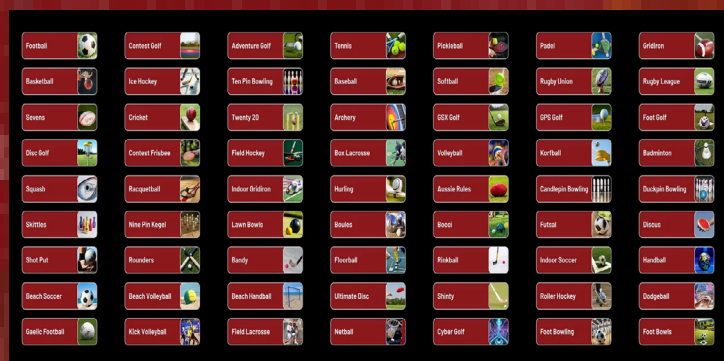 Football
Contest Golf
Adventure Golf
Tennis
Pickleball
Padel
Gridiron
Basketball
Ice Hockey
Ten Pin Bowling
Baseball
Softball
Rugby Union
Rugby League
Sevens
Cricket
Twenty 20
Archery
GSX Golf
GPS Golf
Foot Golf
Disc Golf
Contest Frisbee
Field Hockey
Box Lacrosse
Volleyball
Korfball
Badminton
Squash
Racquetball
Indoor Gridiron
Hurling
Aussie Rules
Candlepin Bowling
Duckpin Bowling
Skittles
Nine Pin Kegel
Lawn Bowls
Boules
Bocci
Futsal
Discus
Shot Put
Rounders
Bandy
Floorball
Rinkball
Indoor Soccer
Handball
Beach Soccer
Beach Volleyball
Beach Handball
Ultimate Disc
Shinty
Roller Hockey
Dodgeball
Gaelic Football
Kick Volleyball
Field Lacrosse
Netball
Cyber Golf
Foot Bowling
Foot Bowls